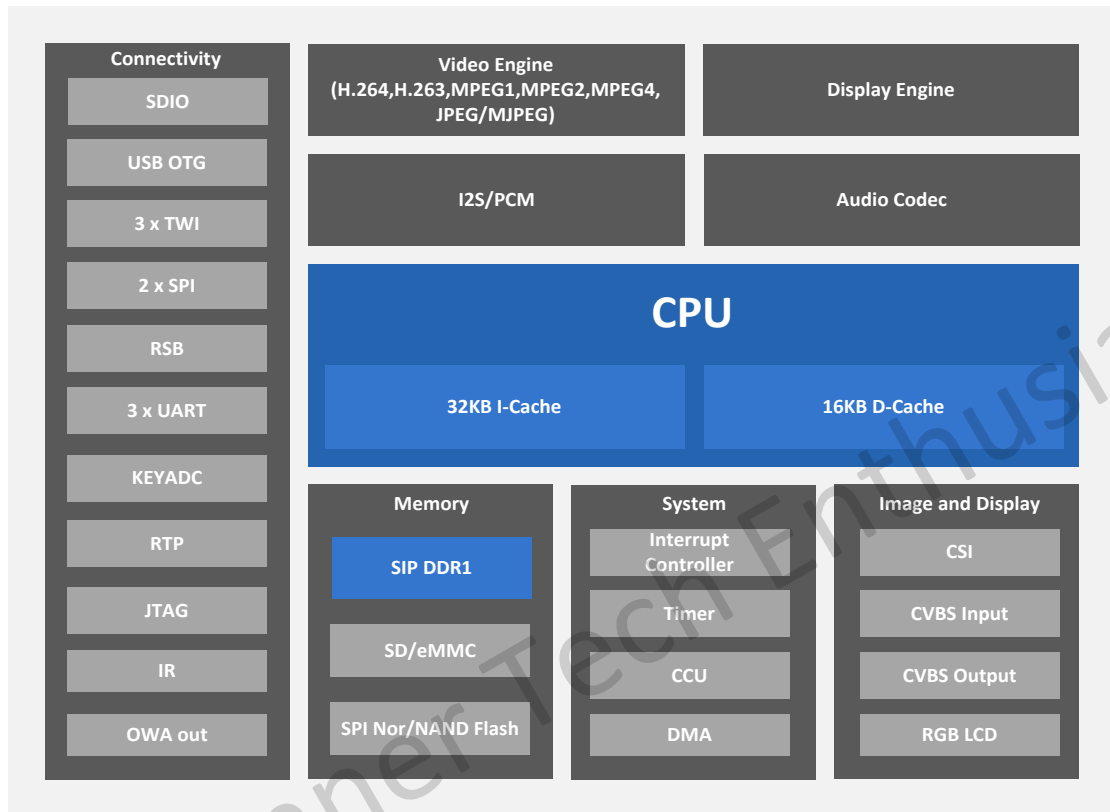 Connectivity
SDIO
USB OTG
3 x TWI
2 x SPI
RSB
3 x UART
KEYADC
RTP
JTAG
IR
OWA out
Video Engine
(H.264,H.263,MPEG1,MPEG2,MPEG4,
JPEG/MJPEG)
Display Engine
I2S/PCM
Audio Codec
CPU
32KB I-Cache
16KB D-Cache
Memory
SIP DDR1
SD/eMMC
SPI Nor/NAND Flash
System
Interrupt
Controller
Timer
CCU
DMA
Image and Display
CSI
CVBS Input
CVBS Output
RGB LCD
Tech